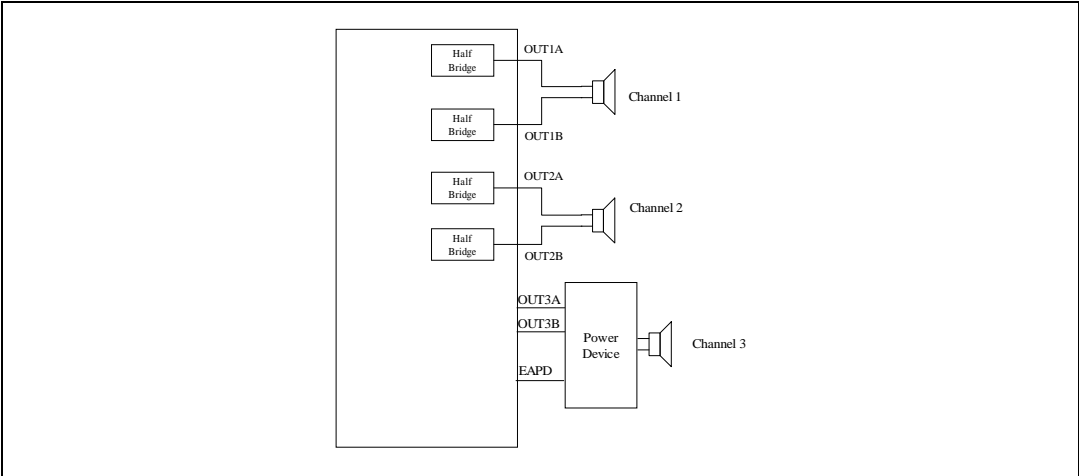 Half
Bridge
OUT1A
Channel 1
Half
Bridge
OUT1B
Half
Bridge
OUT2A
Channel 2
Half
Bridge
OUT2B
OUT3A
OUT3B
Power
Device
Channel 3
EAPD